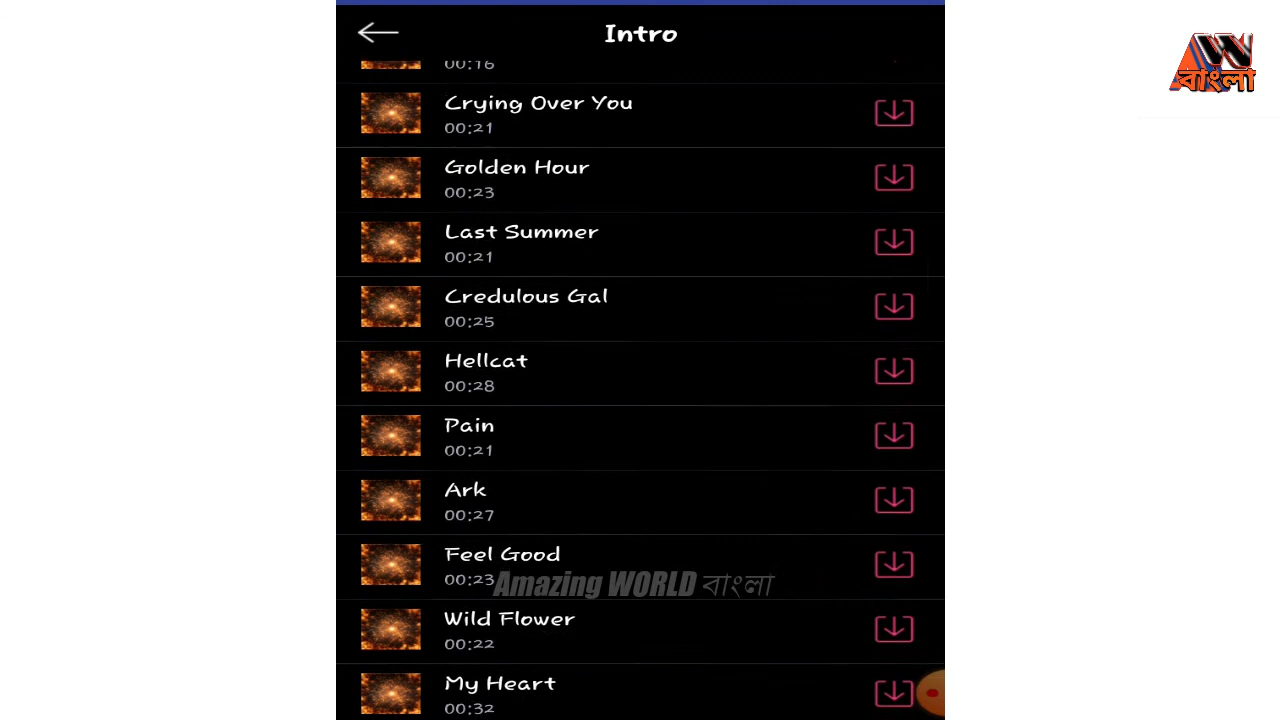 Intro
AW
বাংলা
00:16
Crying Over You
00:21
Golden Hour
00:23
Last Summer
00:21
Credulous Gal
00:25
Hellcat
00:28
Pain
00:21
Ark
00:27
Feel Good
00:23
Amazing WORLD বাংলা
Wild Flower
00:22
My Heart
00:32